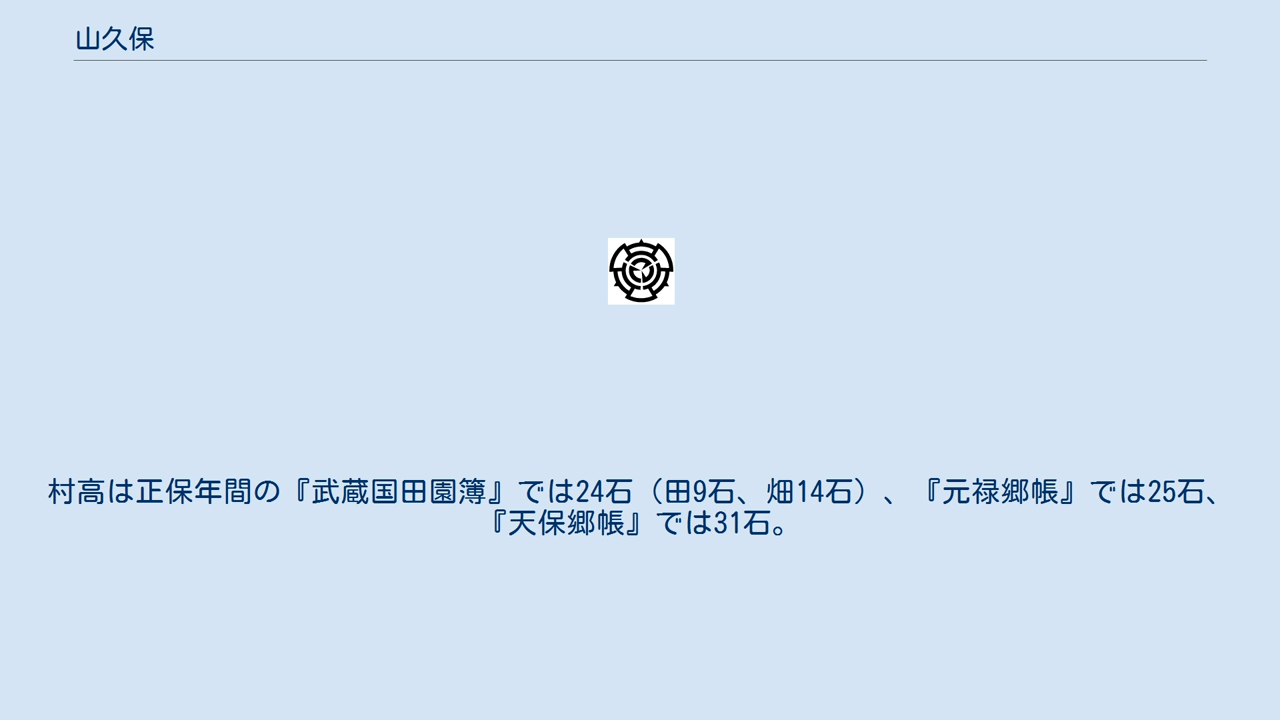 山久保
村高は正保年間の『武蔵国田園簿』では24石（田9石、畑14石）、『元禄郷帳』では25石、
『天保郷帳』では31石。